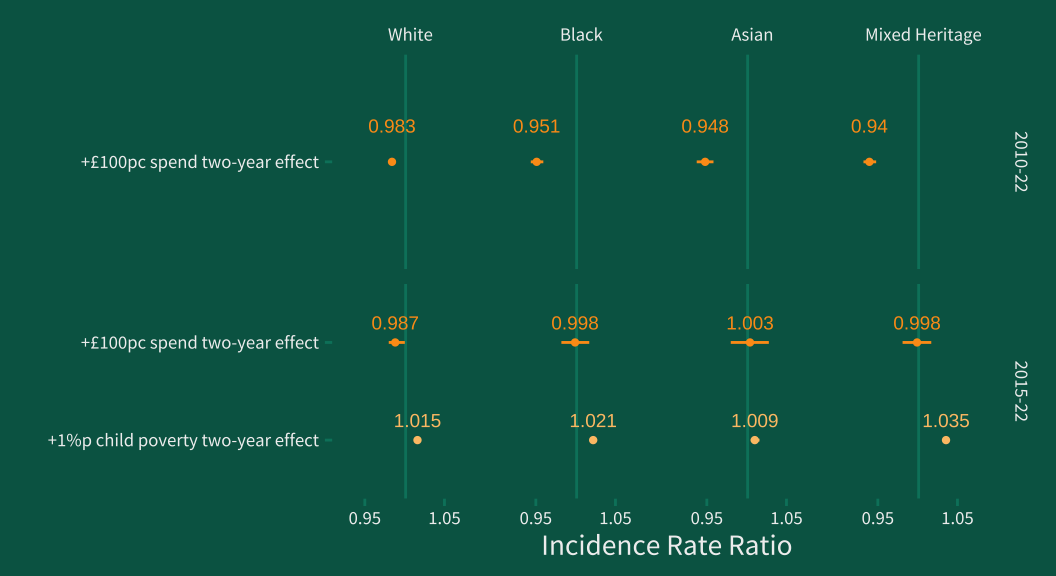 White Black Asian Mixed Heritage
0.983 0.951 0.948 0.94
+£100pc spend two-year effect
2010-22
0.987 0.998 1.003 0.998
+£100pc spend two-year effect
2015-22
1.015 1.021 1.009 1.035
+1%p child poverty two-year effect
0.95 1.05 0.95 1.05 0.95 1.05 0.95 1.05
Incidence Rate Ratio